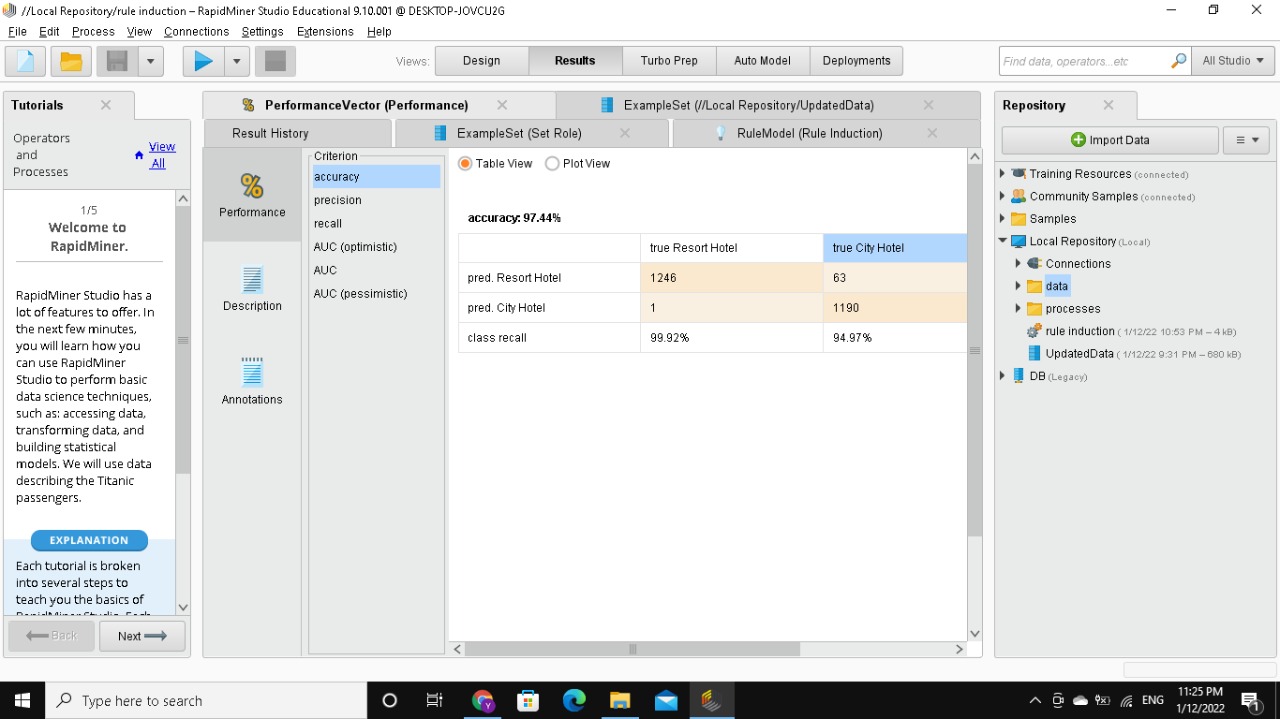 //Local Repository/rule induction – RapidMiner Studio Educational 9.10.001 @ DESKTOP-JOVCU2G
File Edit Process View Connections Settings Extensions Help
Views: Design Results Turbo Prep Auto Model Deployments Find data, operators...etc All Studio
Tutorials
Operators
and
Processes
View
All
1/5
Welcome to
RapidMiner.
RapidMiner Studio has a
lot of features to offer. In
the next few minutes,
you will learn how you
can use RapidMiner
Studio to perform basic
data science techniques,
such as: accessing data,
transforming data, and
building statistical
models. We will use data
describing the Titanic
passengers.
EXPLANATION
Each tutorial is broken
into several steps to
teach you the basics of
RapidMiner Studio. Each
Back Next
PerformanceVector (Performance) ExampleSet (//Local Repository/UpdatedData)
Result History ExampleSet (Set Role) RuleModel (Rule Induction)
%
Performance
Description
Annotations
Criterion
accuracy
precision
recall
AUC (optimistic)
AUC
AUC (pessimistic)
Table View Plot View
accuracy: 97.44%
true Resort Hotel true City Hotel
pred. Resort Hotel 1246 63
pred. City Hotel 1 1190
class recall 99.92% 94.97%
Repository
Import Data
Training Resources (connected)
Community Samples (connected)
Samples
Local Repository (Local)
Connections
data
processes
rule induction (1/12/22 10:53 PM – 4 kB)
UpdatedData (1/12/22 9:31 PM – 680 kB)
DB (Legacy)
Type here to search
ENG
11:25 PM
1/12/2022
1